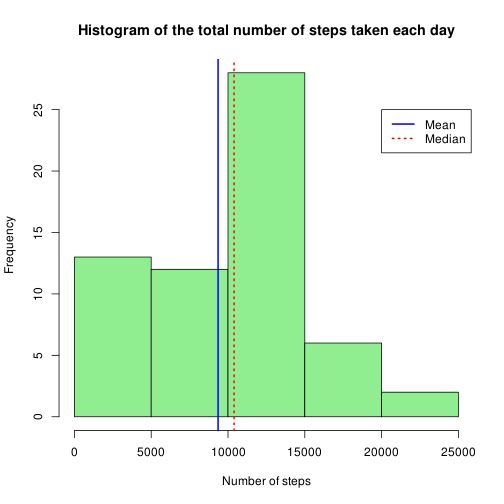 Histogram of the total number of steps taken each day
Mean
Median
Frequency
25
20
15
10
5
0
0 5000 10000 15000 20000 25000
Number of steps